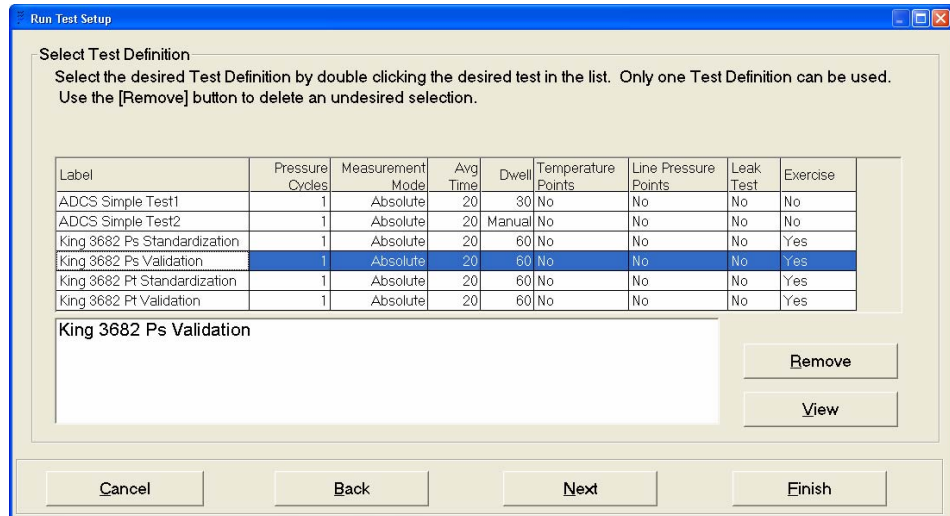 Run Test Setup
Select Test Definition
Select the desired Test Definition by double clicking the desired test in the list. Only one Test Definition can be used.
Use the [Remove] button to delete an undesired selection.
Label Pressure Cycles Measurement Mode Avg Time Dwell Temperature Points Line Pressure Points Leak Test Exercise
ADCS Simple Test1 1 Absolute 20 30 No No No No
ADCS Simple Test2 1 Absolute 20 Manual No No No No
King 3682 Ps Standardization 1 Absolute 20 60 No No No Yes
King 3682 Ps Validation 1 Absolute 20 60 No No No Yes
King 3682 Pt Standardization 1 Absolute 20 60 No No No Yes
King 3682 Pt Validation 1 Absolute 20 60 No No No Yes
King 3682 Ps Validation
Remove
View
Cancel Back Next Finish